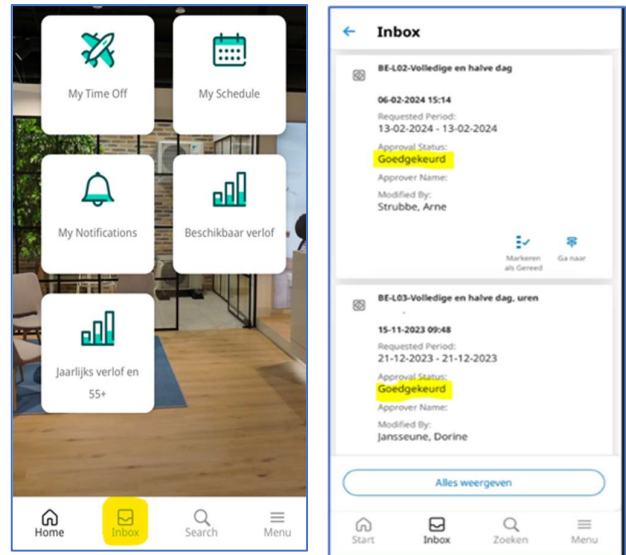 My Time Off
My Schedule
My Notifications
Beschikbaar verlof
Jaarlijks verlof en
55+
Home
Inbox
Search
Menu
Inbox
BE-L02-Volledige en halve dag
06-02-2024 15:14
Requested Period:
13-02-2024 - 13-02-2024
Approval Status:
Goedgekeurd
Approver Name:
Modified By:
Strubbe, Arne
Markeren
als Gereed
Ga naar
BE-L03-Volledige en halve dag, uren
15-11-2023 09:48
Requested Period:
21-12-2023 - 21-12-2023
Approval Status:
Goedgekeurd
Approver Name:
Modified By:
Jansseune, Dorine
Alles weergeven
Start
Inbox
Zoeken
Menu